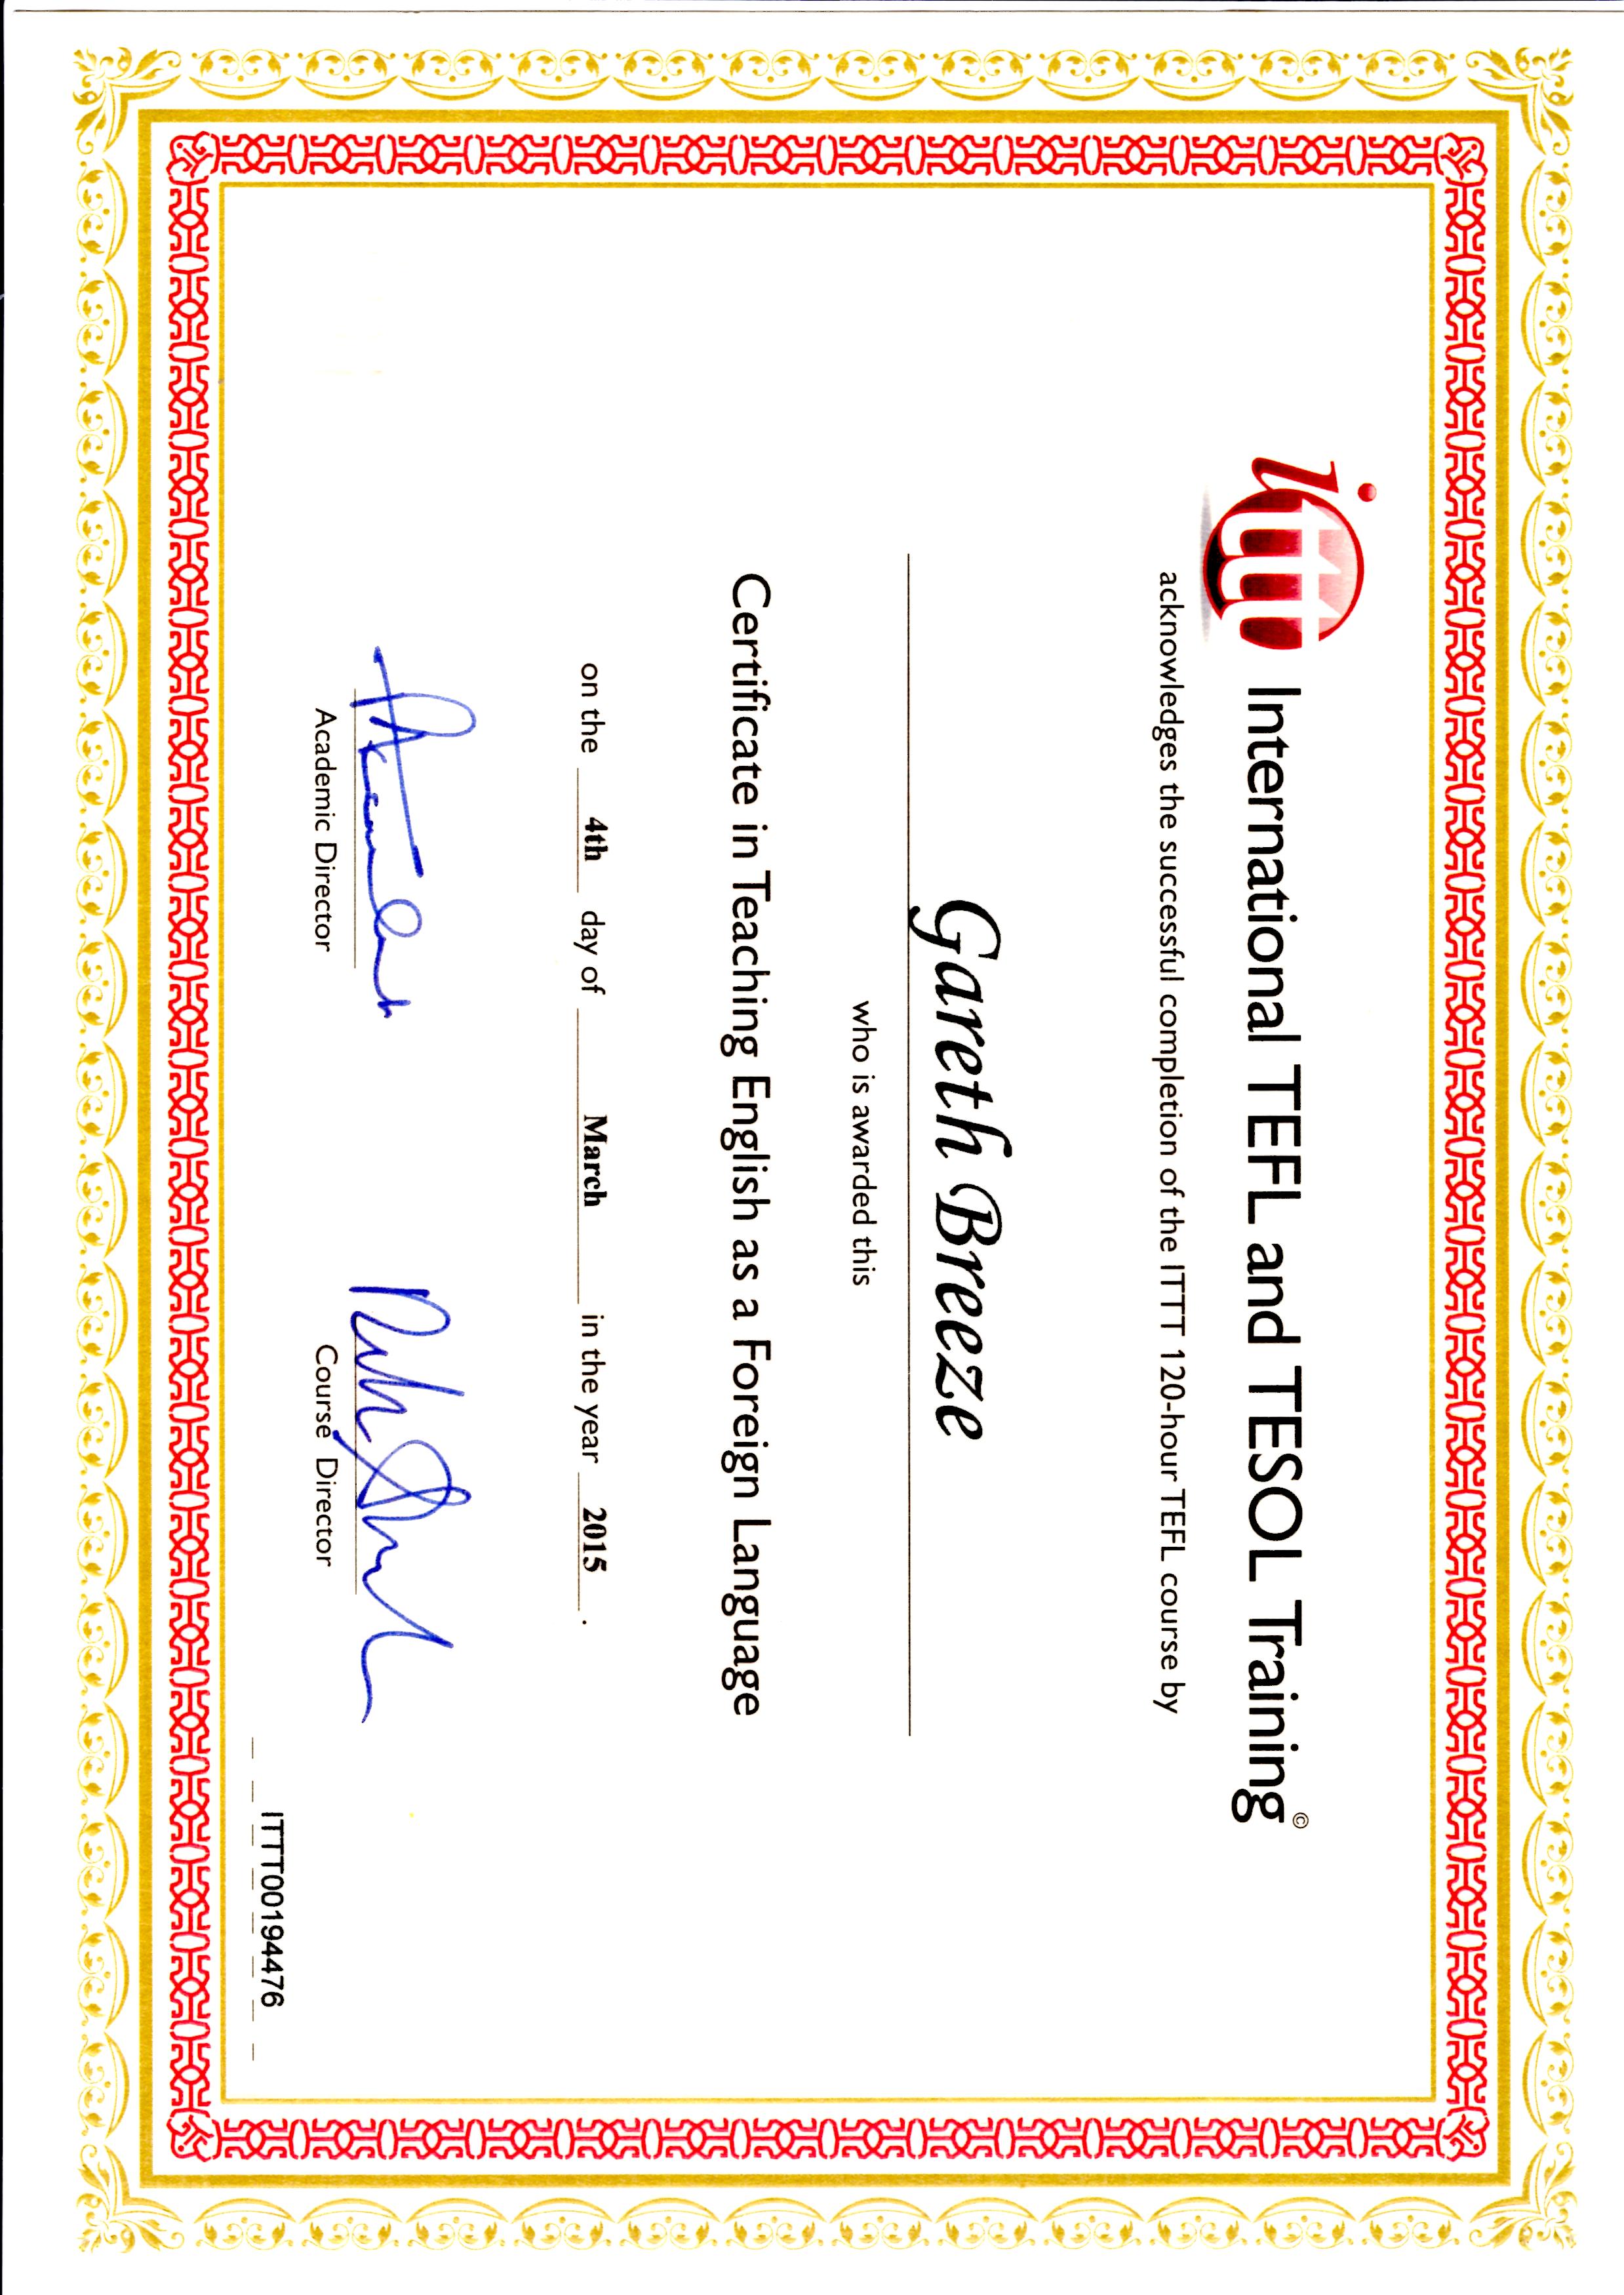 ittt International TEFL and TESOL Training©
acknowledges the successful completion of the ITTT 120-hour TEFL course by
Gareth Breeze
who is awarded this
Certificate in Teaching English as a Foreign Language
on the 4th day of March in the year 2015 .
Academic Director Course Director
ITTT00194476